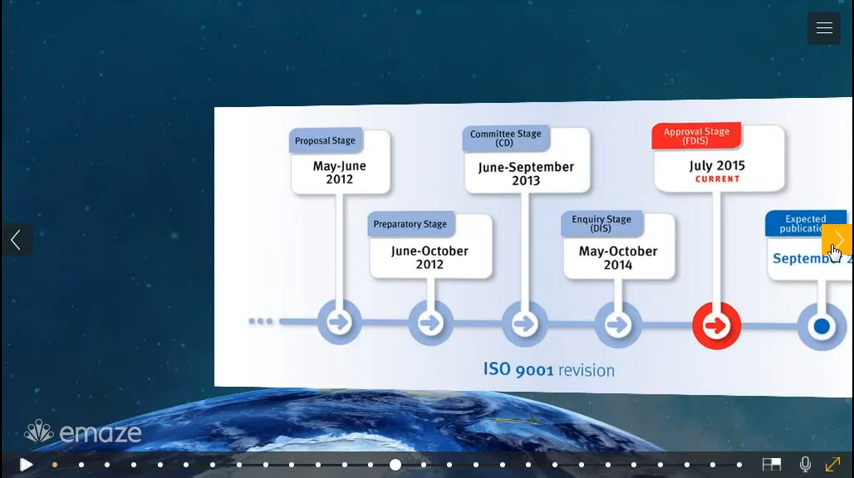 Proposal Stage
May-June
2012
Preparatory Stage
June-October
2012
Committee Stage
(CD)
June-September
2013
Enquiry Stage
(DIS)
May-October
2014
Approval Stage
(FDIS)
July 2015
CURRENT
Expected
September
ISO 9001 revision
emaze